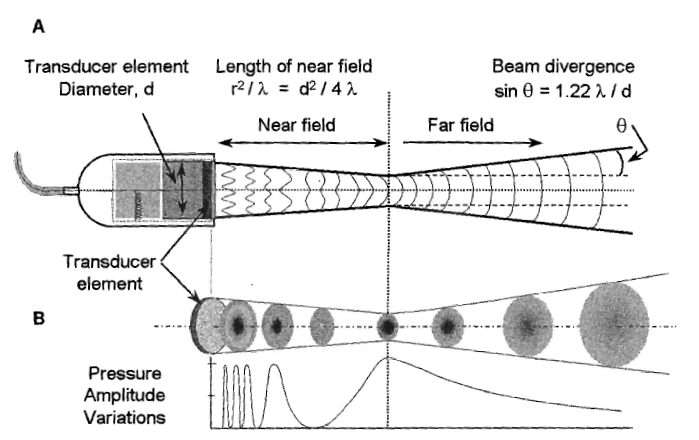 A
Transducer element
Diameter, d
Length of near field
r² / λ = d² / 4 λ
Beam divergence
sin θ = 1.22 λ / d
Near field
Far field
θ
Transducer
element
B
Pressure
Amplitude
Variations